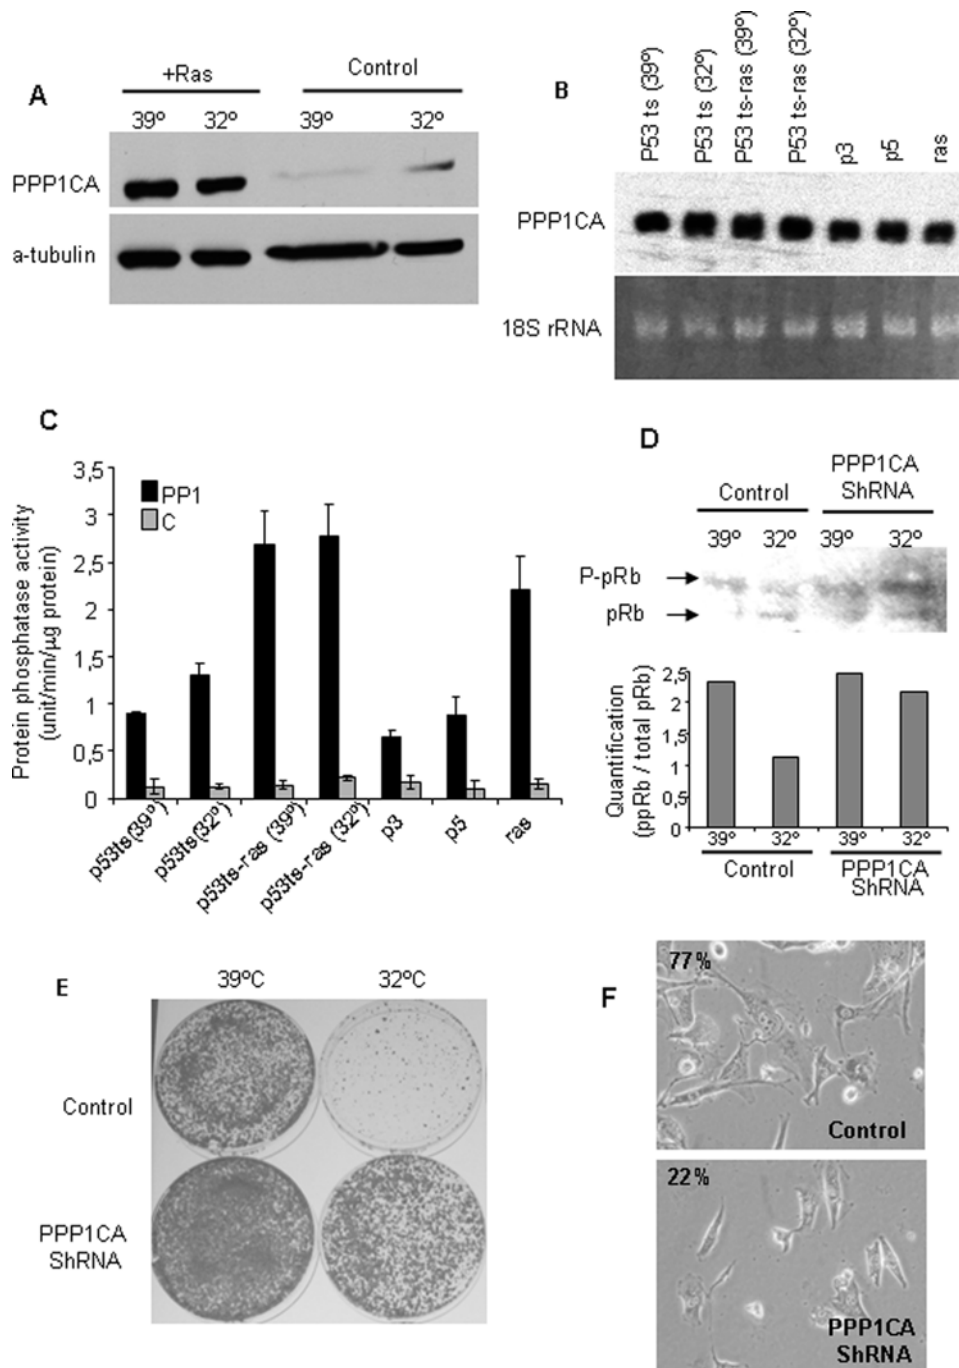 A
+Ras
Control
39º 32º 39º 32º
PPP1CA
a-tubulin
B
P53 ts (39º)
P53 ts (32º)
P53 ts-ras (39º)
P53 ts-ras (32º)
p3
p5
ras
PPP1CA
18S rRNA
C
Protein phosphatase activity
(unit/min/µg protein)
3,5
3
2,5
2
1,5
1
0,5
0
PP1
C
p53ts(39º)
p53ts(32º)
p53ts-ras (39º)
p53ts-ras (32º)
p3
p5
ras
D
Control
PPP1CA
ShRNA
39º 32º 39º 32º
P-pRb
pRb
Quantification
(ppRb / total pRb)
2,5
2
1,5
1
0,5
0
39º 32º 39º 32º
Control
PPP1CA
ShRNA
E
39ºC 32ºC
Control
PPP1CA
ShRNA
F
77%
Control
22%
PPP1CA
ShRNA